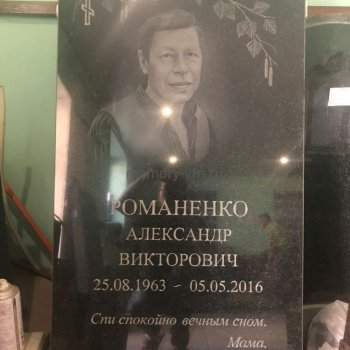 РОМАНЕНКО
АЛЕКСАНДР
ВИКТОРОВИЧ
25.08.1963 ~ 05.05.2016
Спи спокойно вечным сном.
Мама.